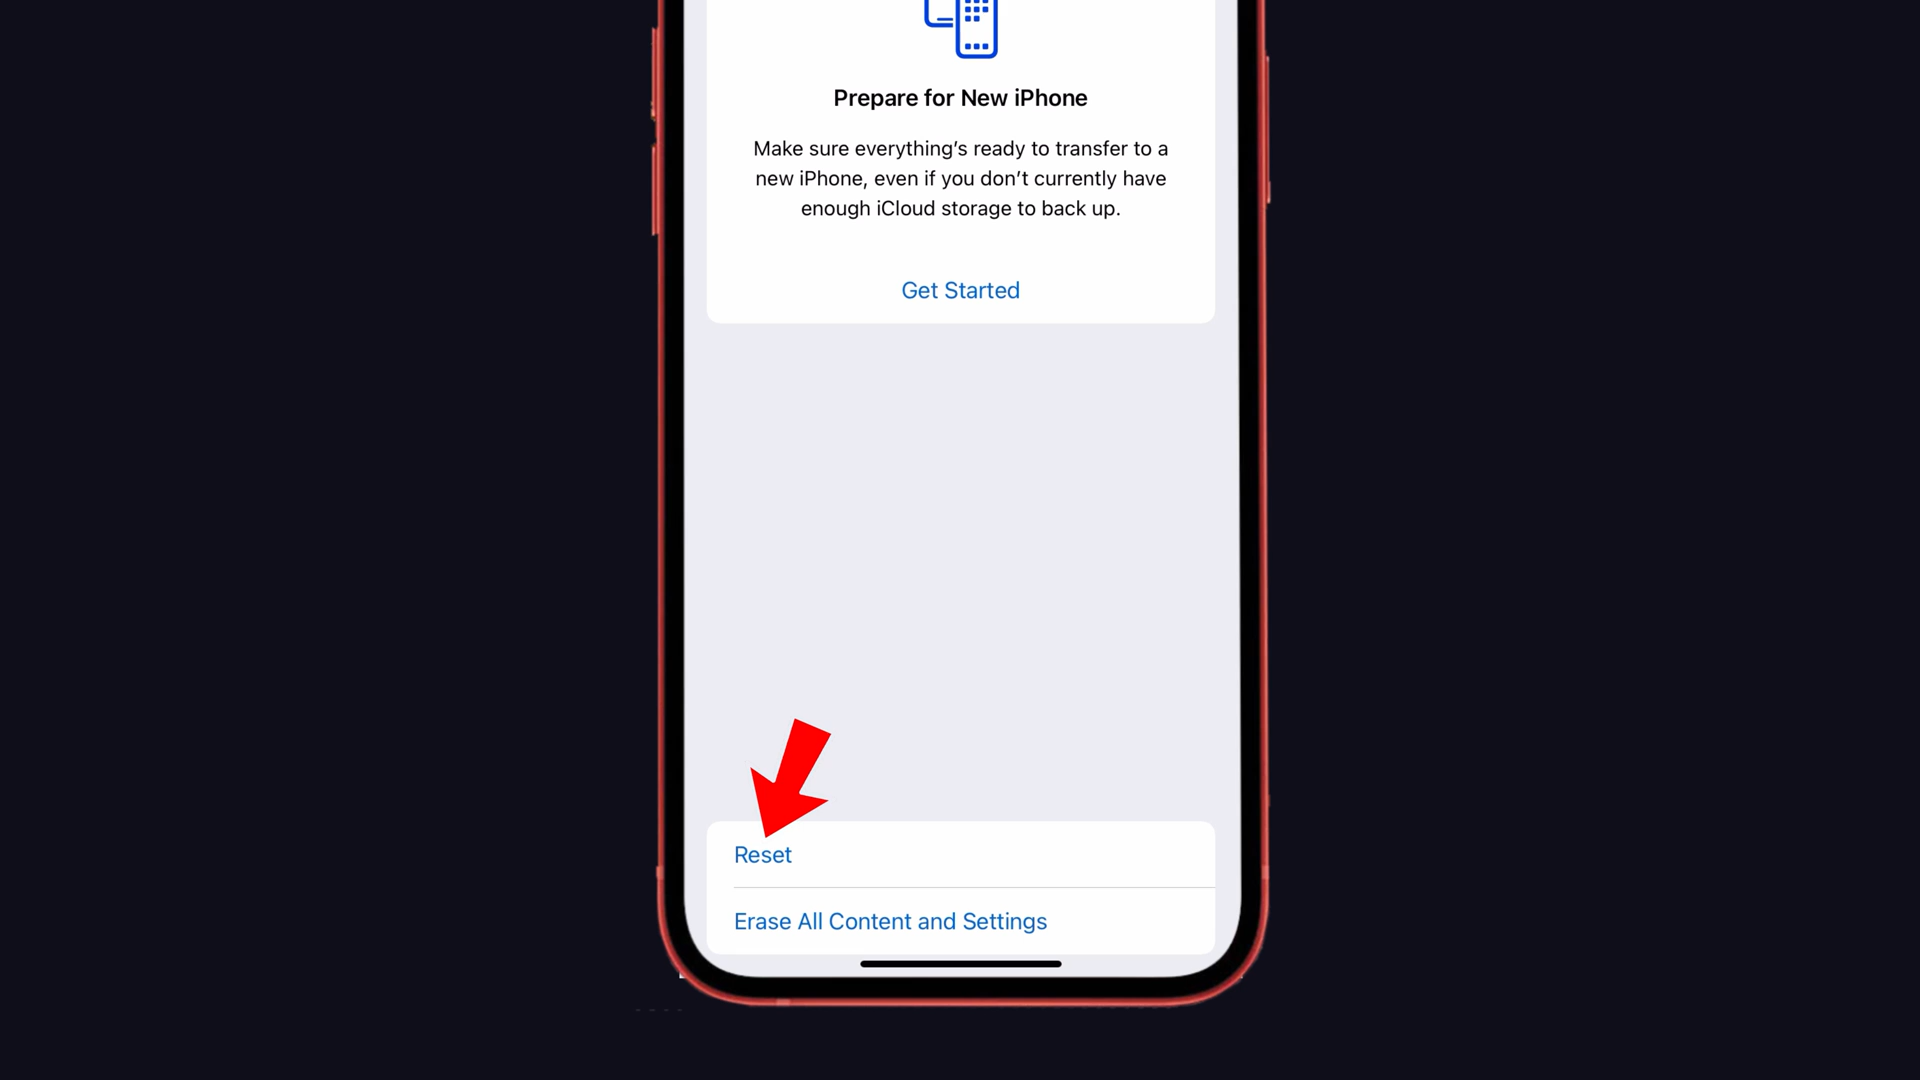 Prepare for New iPhone
Make sure everything’s ready to transfer to a
new iPhone, even if you don’t currently have
enough iCloud storage to back up.
Get Started
Reset
Erase All Content and Settings